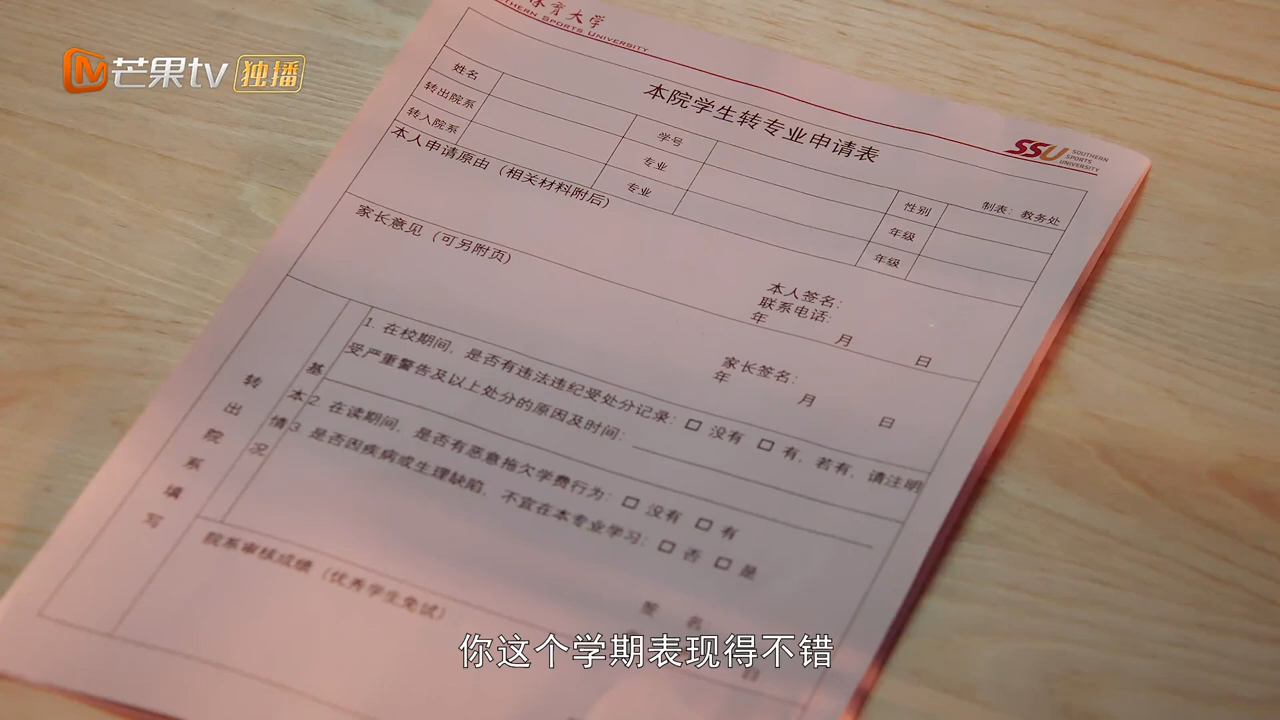 芒果tv 独播
体育大学
THERN SPORTS UNIVERSITY
SSU SOUTHERN SPORTS UNIVERSITY
本院学生转专业申请表
制表：教务处
姓名 学号 性别
转出院系 专业 年级
转入院系 专业 年级
本人申请原由（相关材料附后）
本人签名：
联系电话：
年 月 日
家长意见（可另附页）
家长签名：
年 月 日
转出院系填写
基本情况
1. 在校期间，是否有违法违纪受处分记录：□ 没有 □ 有，若有，请注明
受严重警告及以上处分的原因及时间：
2. 在读期间，是否有恶意拖欠学费行为：□ 没有 □ 有
3. 是否因疾病或生理缺陷，不宜在本专业学习：□ 否 □ 是
签 名
院系审核成绩（优秀学生免试）
日
你这个学期表现得不错